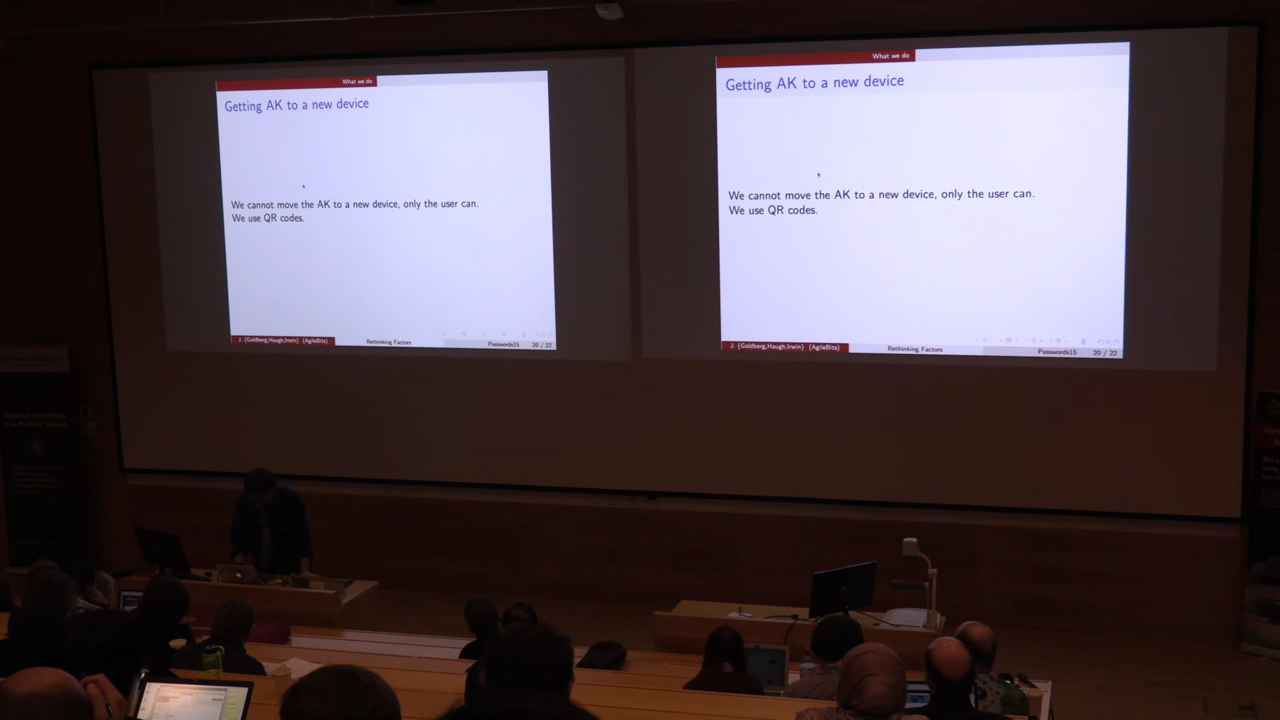 What we do
Getting AK to a new device
We cannot move the AK to a new device, only the user can.
We use QR codes.
J. {Goldberg,Haugh,Irwin} (AgileBits)
Rethinking Factors
Passwords15
20 / 22
What we do
Getting AK to a new device
We cannot move the AK to a new device, only the user can.
We use QR codes.
J. {Goldberg,Haugh,Irwin} (AgileBits)
Rethinking Factors
Passwords15
20 / 22